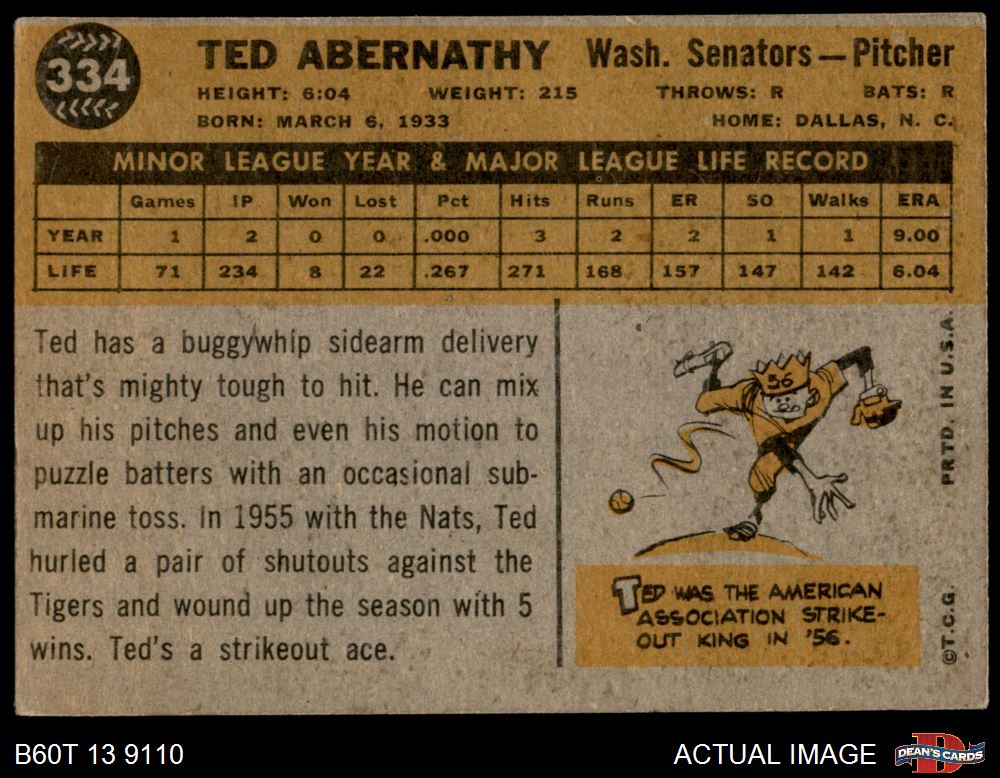 334
TED ABERNATHY Wash. Senators — Pitcher
HEIGHT: 6:04 WEIGHT: 215 THROWS: R BATS: R
BORN: MARCH 6, 1933 HOME: DALLAS, N. C.
MINOR LEAGUE YEAR & MAJOR LEAGUE LIFE RECORD
Games IP Won Lost Pct Hits Runs ER SO Walks ERA
YEAR 1 2 0 0 .000 3 2 2 1 1 9.00
LIFE 71 234 8 22 .267 271 168 157 147 142 6.04
Ted has a buggywhip sidearm delivery
that's mighty tough to hit. He can mix
up his pitches and even his motion to
puzzle batters with an occasional sub-
marine toss. In 1955 with the Nats, Ted
hurled a pair of shutouts against the
Tigers and wound up the season with 5
wins. Ted's a strikeout ace.
56
TED WAS THE AMERICAN
ASSOCIATION STRIKE-
OUT KING IN '56.
©T.C.G. PRTD. IN U.S.A.
B60T 13 9110 ACTUAL IMAGE DEAN'S CARDS